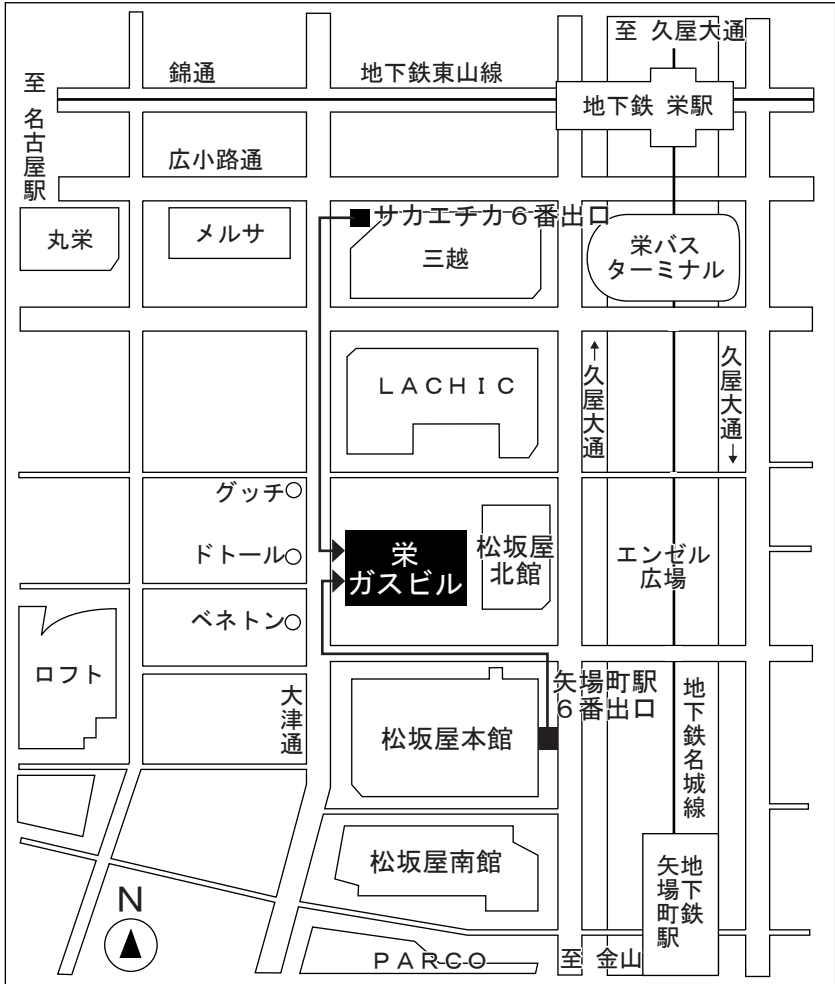 至 久屋大通
錦通
地下鉄東山線
至 名古屋駅
地下鉄 栄駅
広小路通
サカエチカ６番出口
丸栄
メルサ
三越
栄バス
ターミナル
ＬＡＣＨＩＣ
↑久屋大通
久屋大通↓
グッチ
ドトール
栄
ガスビル
松坂屋
北館
エンゼル
広場
ベネトン
ロフト
大津通
矢場町駅
６番出口
地下鉄名城線
松坂屋本館
松坂屋南館
地下鉄
矢場町駅
N
ＰＡＲＣＯ
至 金山